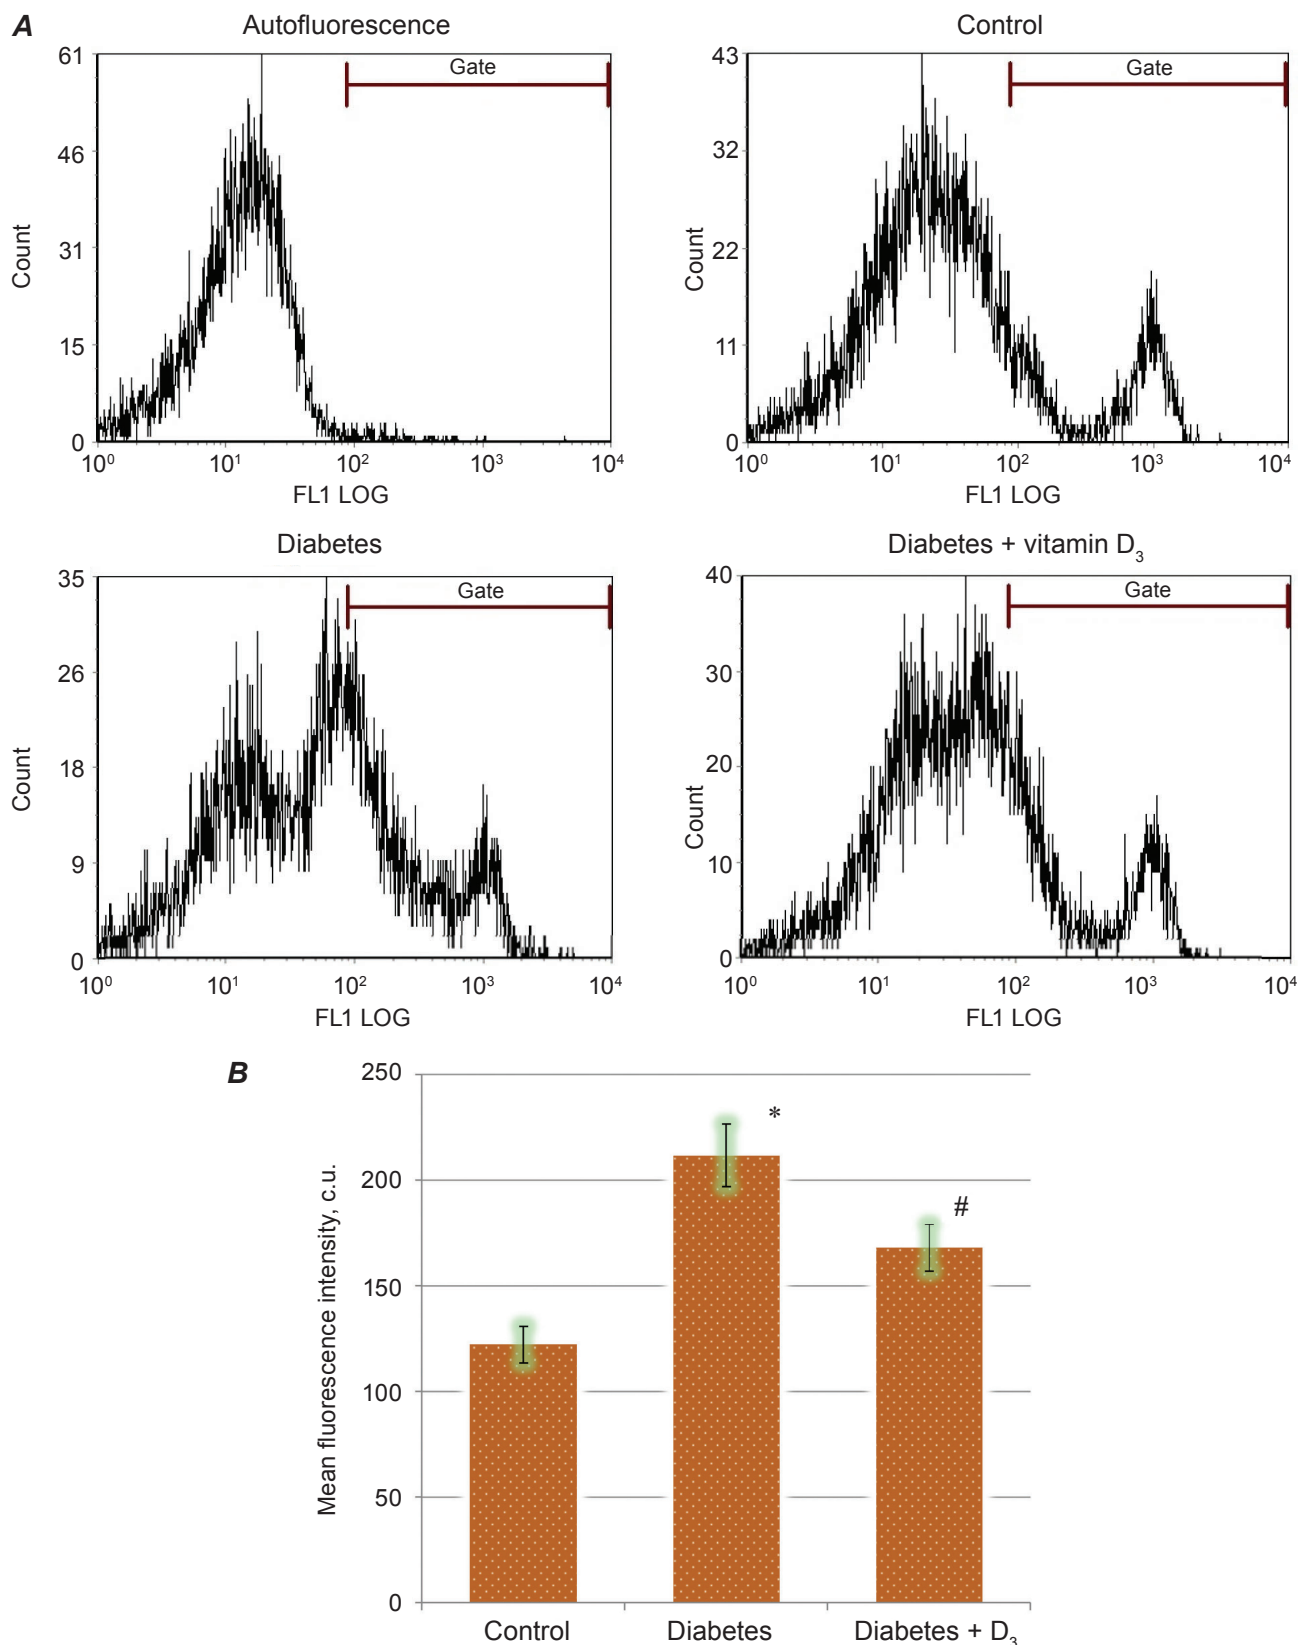 A
Autofluorescence
Control
61
46
31
15
0
Count
Gate
10⁰ 10¹ 10² 10³ 10⁴
FL1 LOG
43
32
22
11
0
Count
Gate
10⁰ 10¹ 10² 10³ 10⁴
FL1 LOG
Diabetes
Diabetes + vitamin D₃
35
26
18
9
0
Count
Gate
10⁰ 10¹ 10² 10³ 10⁴
FL1 LOG
40
30
20
10
0
Count
Gate
10⁰ 10¹ 10² 10³ 10⁴
FL1 LOG
B
Mean fluorescence intensity, c.u.
250
200
150
100
50
0
*
#
Control Diabetes Diabetes + D₃